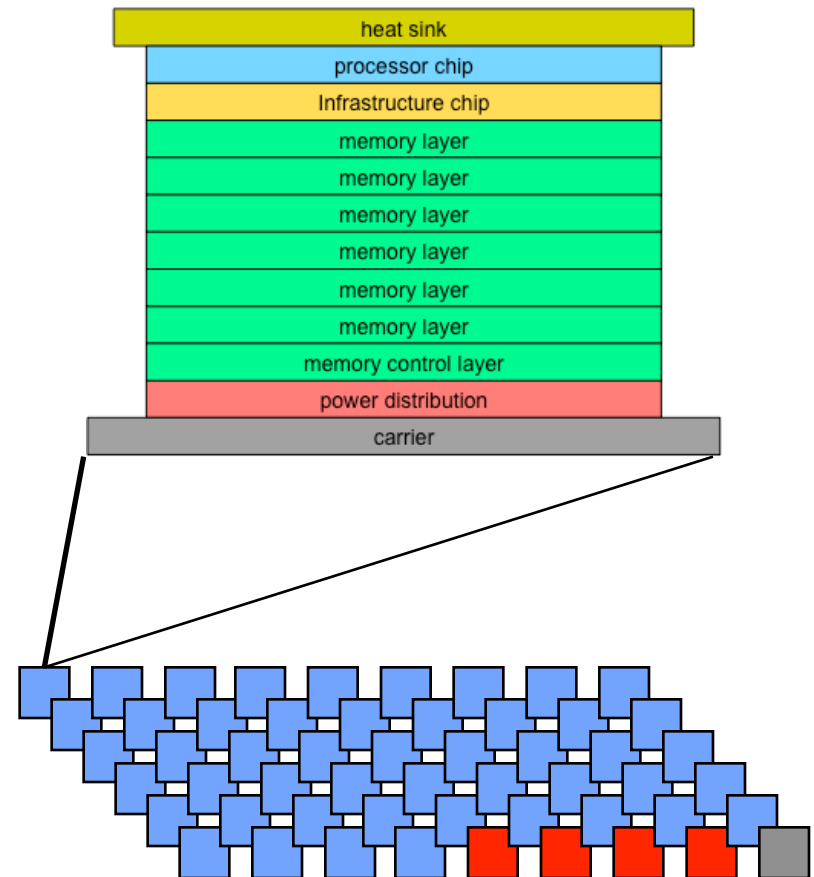 heat sink
processor chip
Infrastructure chip
memory layer
memory layer
memory layer
memory layer
memory layer
memory layer
memory control layer
power distribution
carrier